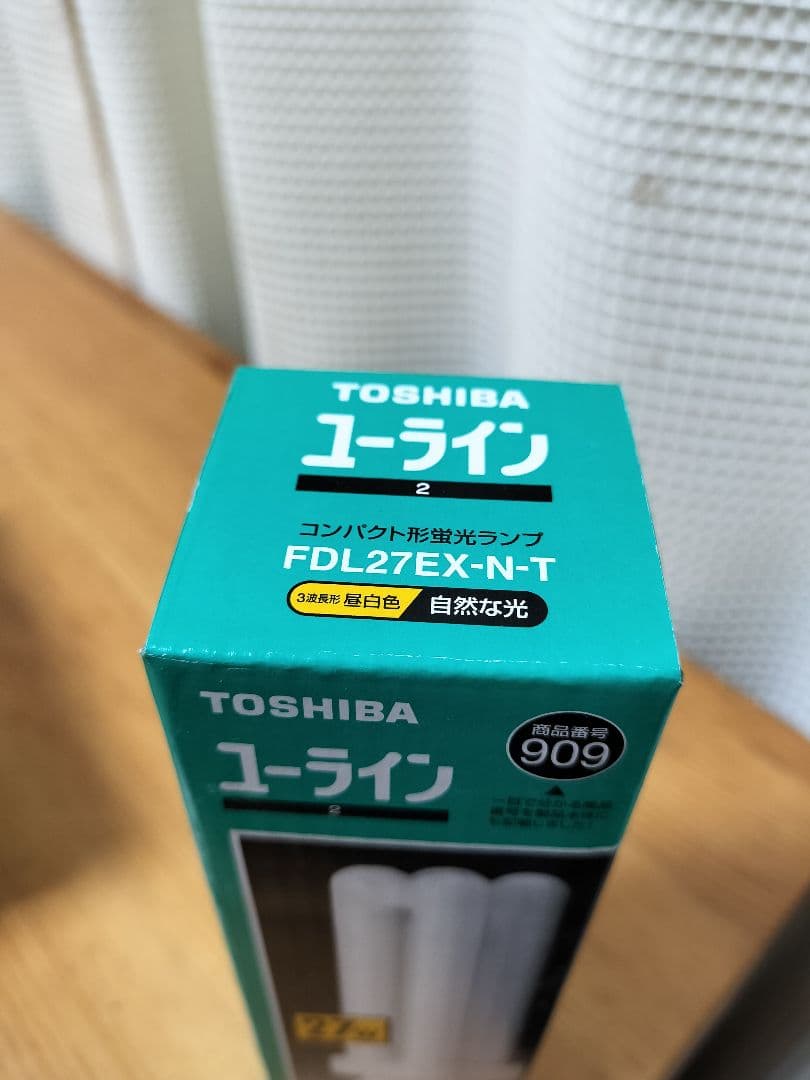 TOSHIBA
ユーライン
2
コンパクト形蛍光ランプ
FDL27EX-N-T
3波長形 昼白色 自然な光
TOSHIBA
商品番号
909
ユーライン
2